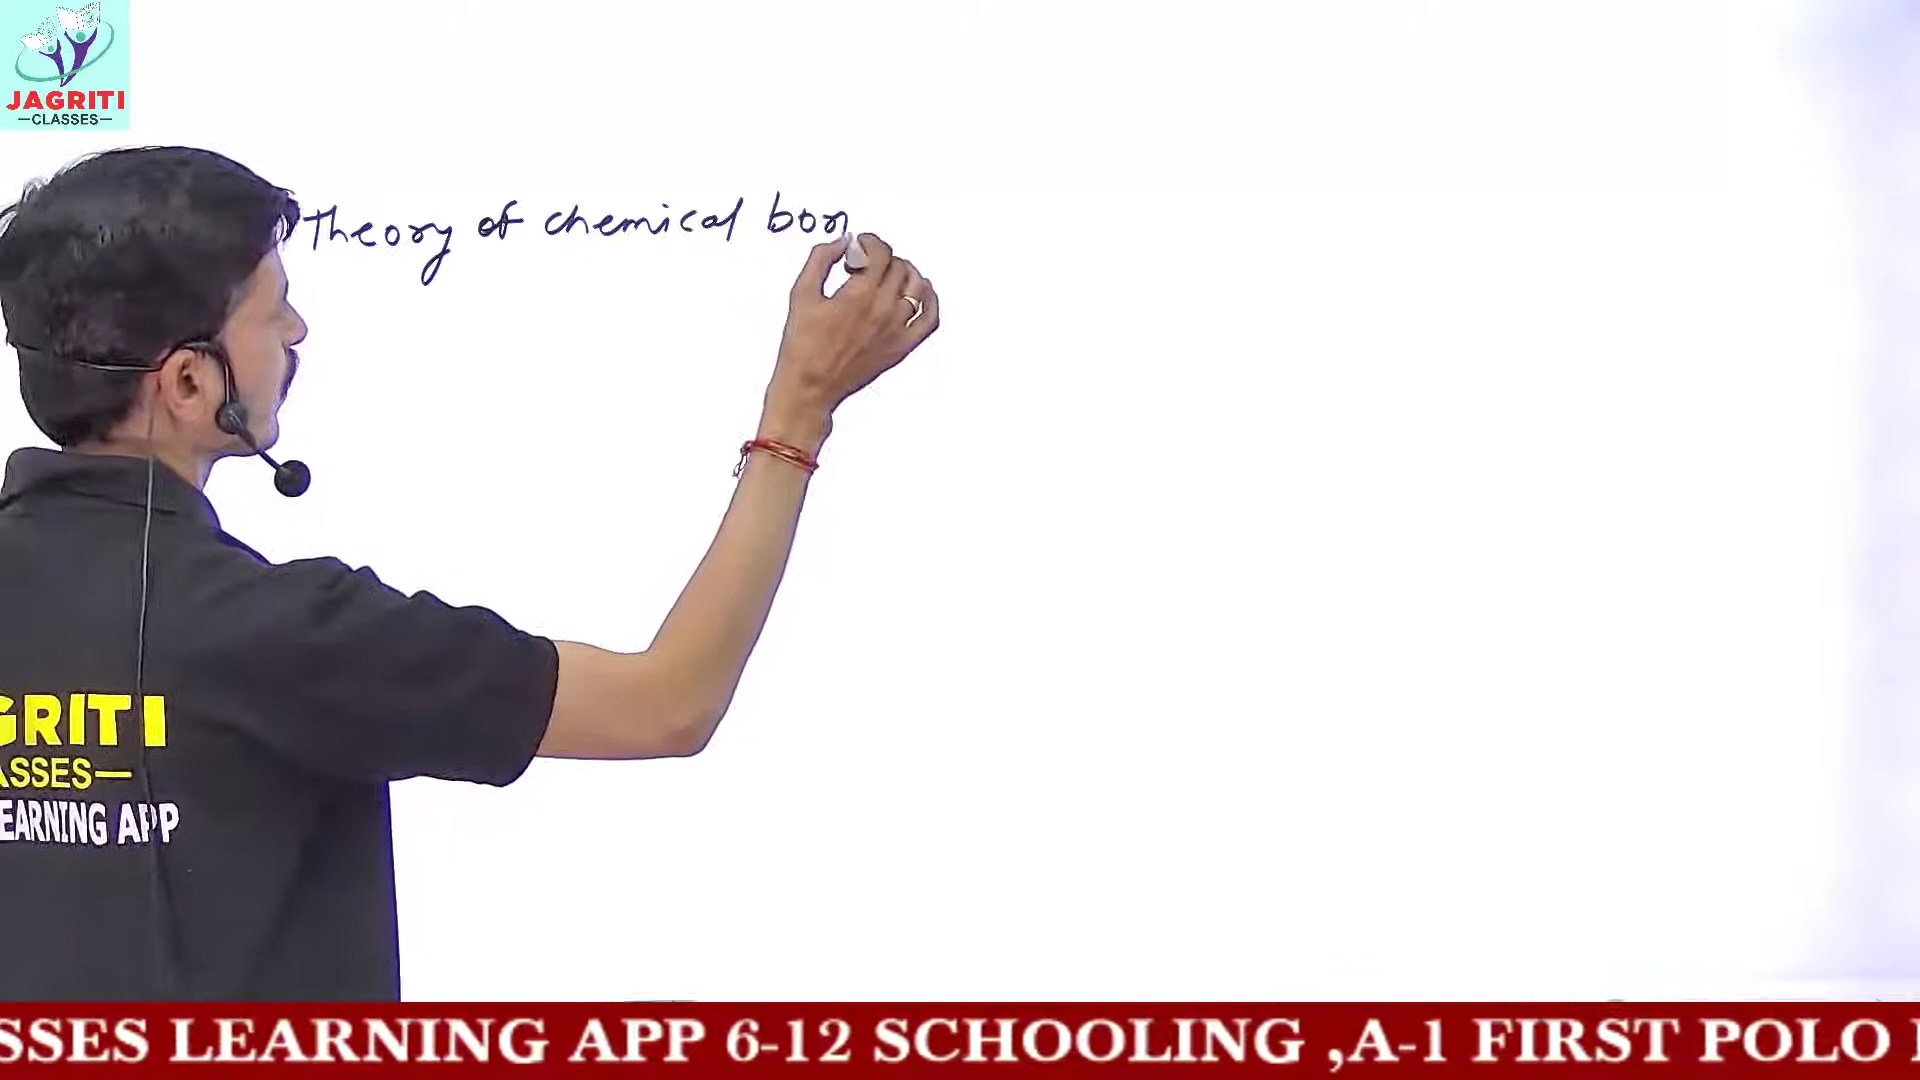 JAGRITI
—CLASSES—
Theory of chemical bon
GRITI
ASSES—
EARNING APP
SSES LEARNING APP 6-12 SCHOOLING ,A-1 FIRST POLO